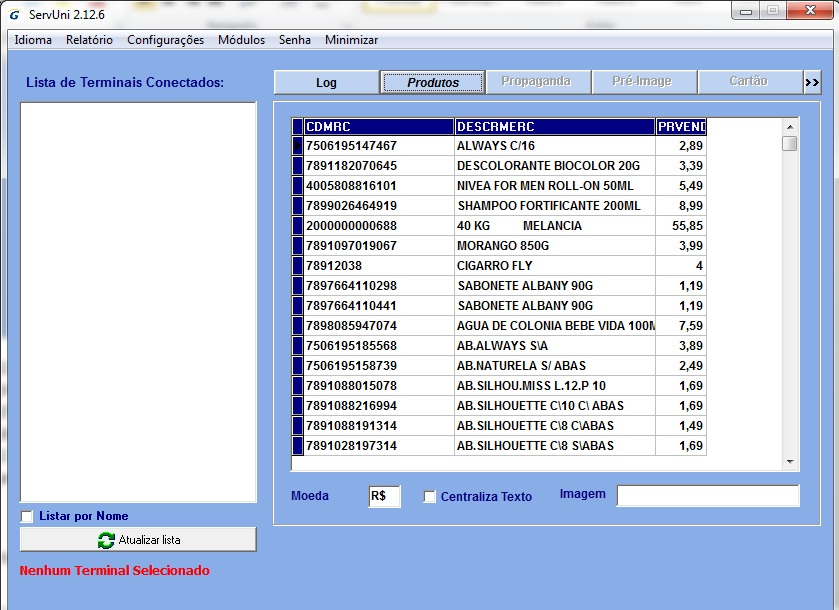 ServUni 2.12.6
Idioma Relatório Configurações Módulos Senha Minimizar
Lista de Terminais Conectados:
Log Produtos Propaganda Pré-Image Cartão >>
CDMRC DESCRMERC PRVEND
7506195147467 ALWAYS C/16 2,89
7891182070645 DESCOLORANTE BIOCOLOR 20G 3,39
4005808816101 NIVEA FOR MEN ROLL-ON 50ML 5,49
7899026464919 SHAMPOO FORTIFICANTE 200ML 8,99
2000000000688 40 KG MELANCIA 55,85
7891097019067 MORANGO 850G 3,99
78912038 CIGARRO FLY 4
7897664110298 SABONETE ALBANY 90G 1,19
7897664110441 SABONETE ALBANY 90G 1,19
7898085947074 AGUA DE COLONIA BEBE VIDA 100M 7,59
7506195185568 AB.ALWAYS S\A 3,89
7506195158739 AB.NATURELA S/ ABAS 2,49
7891088015078 AB.SILHOU.MISS L.12.P 10 1,69
7891088216994 AB.SILHOUETTE C\10 C\ ABAS 1,69
7891088191314 AB.SILHOUETTE C\8 C\ABAS 1,49
7891028197314 AB.SILHOUETTE C\8 S\ABAS 1,69
Moeda R$ Centraliza Texto Imagem
Listar por Nome
Atualizar lista
Nenhum Terminal Selecionado